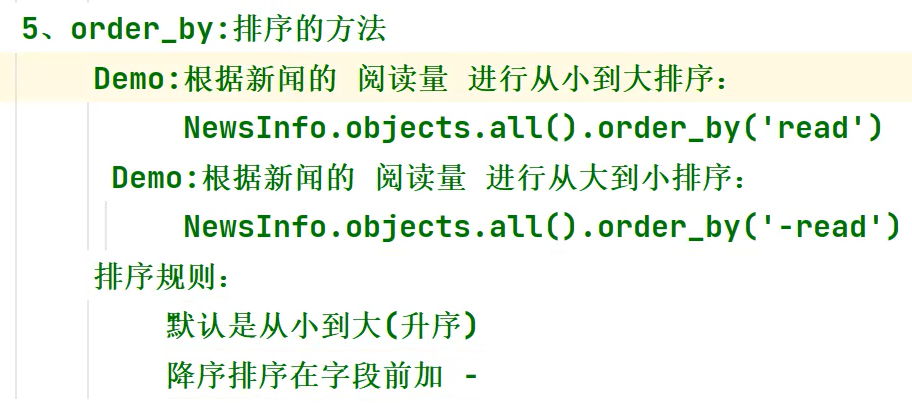 5、order_by:排序的方法
Demo:根据新闻的 阅读量 进行从小到大排序：
NewsInfo.objects.all().order_by('read')
Demo:根据新闻的 阅读量 进行从大到小排序：
NewsInfo.objects.all().order_by('-read')
排序规则：
默认是从小到大(升序)
降序排序在字段前加 -